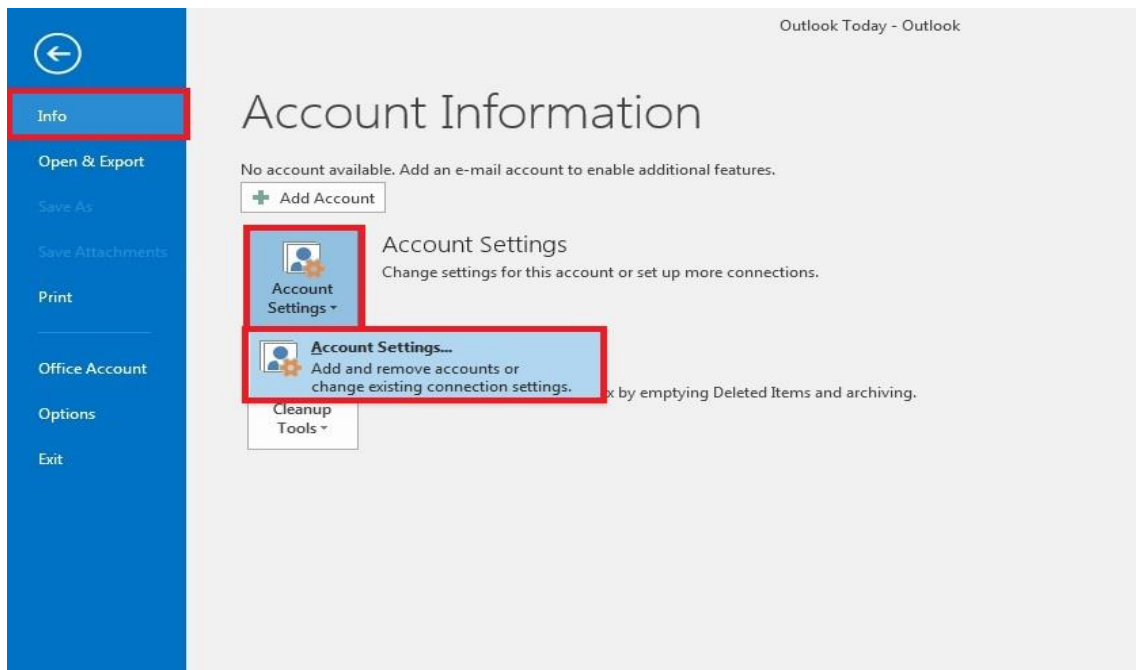 Outlook Today - Outlook
Info
Open & Export
Save As
Save Attachments
Print
Office Account
Options
Exit
Account Information
No account available. Add an e-mail account to enable additional features.
Add Account
Account
Settings
Account Settings
Change settings for this account or set up more connections.
Account Settings...
Add and remove accounts or
change existing connection settings.
x by emptying Deleted Items and archiving.
Cleanup
Tools